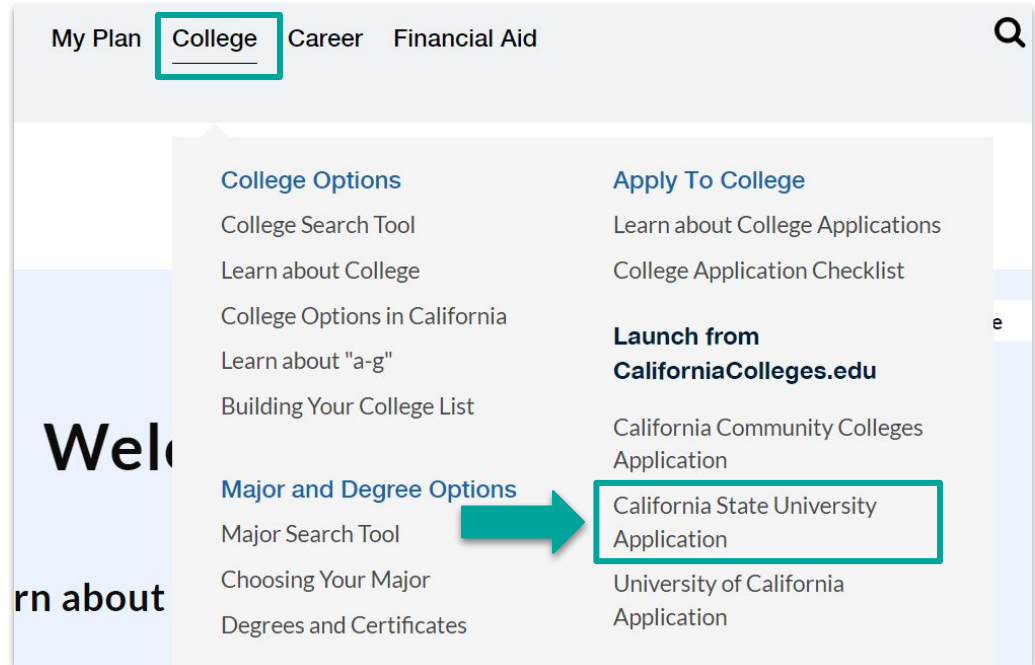 My Plan College Career Financial Aid
College Options
College Search Tool
Learn about College
College Options in California
Learn about "a-g"
Building Your College List
Major and Degree Options
Major Search Tool
Choosing Your Major
Degrees and Certificates
Apply To College
Learn about College Applications
College Application Checklist
Launch from
CaliforniaColleges.edu
California Community Colleges
Application
California State University
Application
University of California
Application
e
Wel
rn about